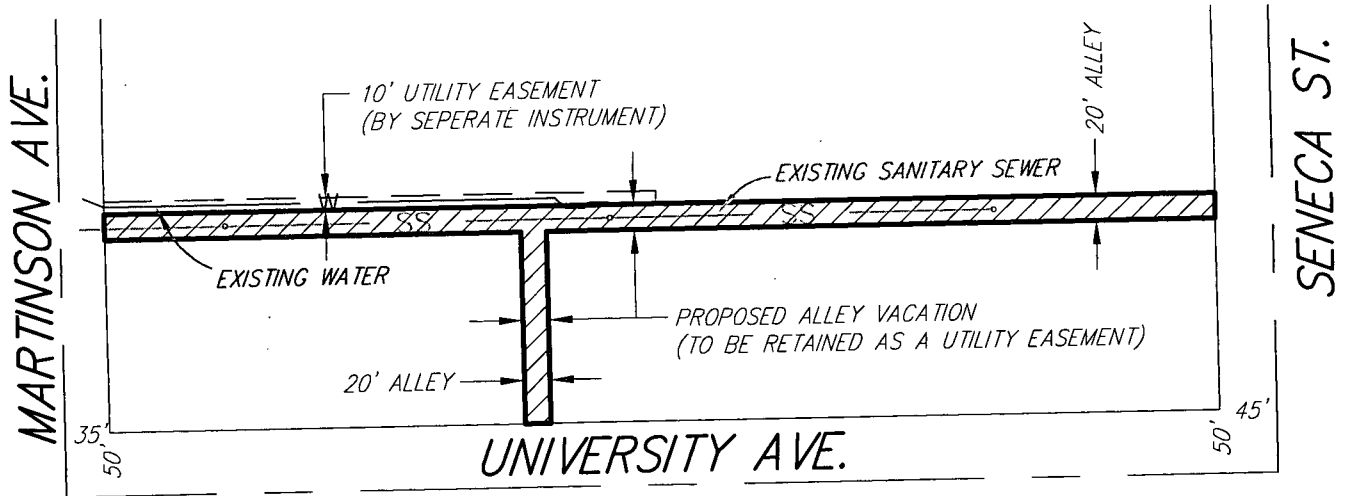 MARTINSON AVE.
10' UTILITY EASEMENT
(BY SEPERATE INSTRUMENT)
20' ALLEY
SENECA ST.
W
EXISTING SANITARY SEWER
SS
SS
EXISTING WATER
PROPOSED ALLEY VACATION
(TO BE RETAINED AS A UTILITY EASEMENT)
20' ALLEY
35'
50'
UNIVERSITY AVE.
50'
45'